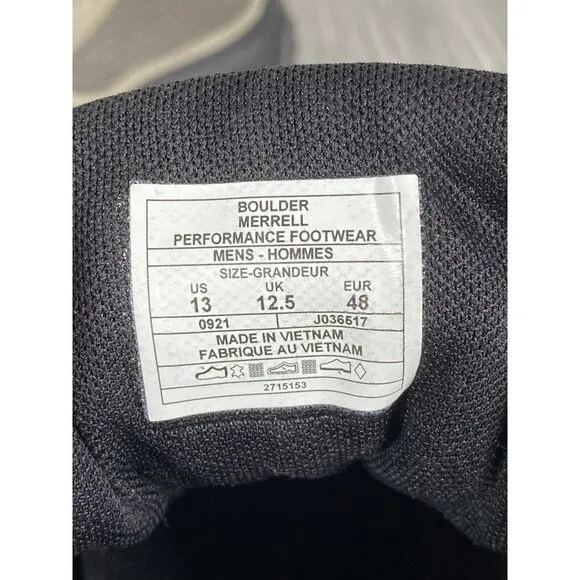 BOULDER
MERRELL
PERFORMANCE FOOTWEAR
MENS - HOMMES
SIZE-GRANDEUR
US UK EUR
13 12.5 48
0921 J036517
MADE IN VIETNAM
FABRIQUE AU VIETNAM
2715153